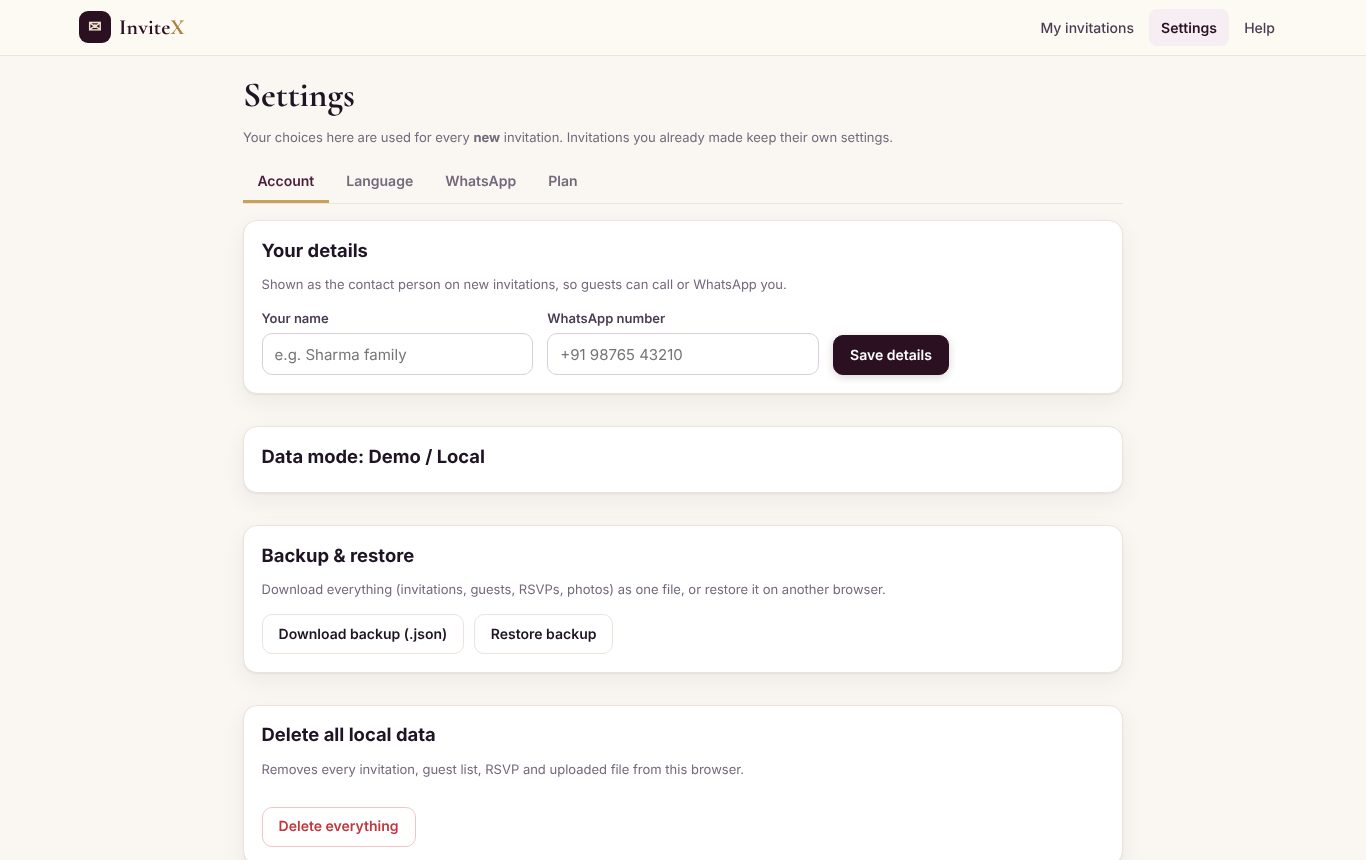 InviteX
My invitations
Settings
Help
Settings
Your choices here are used for every new invitation. Invitations you already made keep their own settings.
Account
Language
WhatsApp
Plan
Your details
Shown as the contact person on new invitations, so guests can call or WhatsApp you.
Your name
WhatsApp number
e.g. Sharma family
+91 98765 43210
Save details
Data mode: Demo / Local
Backup & restore
Download everything (invitations, guests, RSVPs, photos) as one file, or restore it on another browser.
Download backup (.json)
Restore backup
Delete all local data
Removes every invitation, guest list, RSVP and uploaded file from this browser.
Delete everything